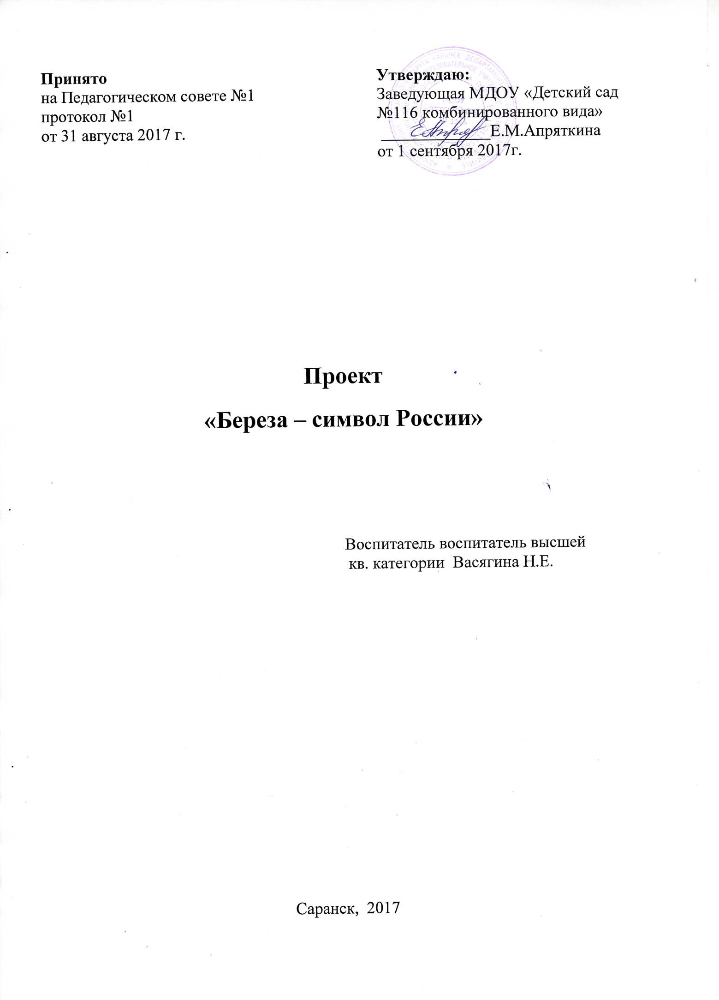 Принято
на Педагогическом совете №1
протокол №1
от 31 августа 2017 г.
Утверждаю:
Заведующая МДОУ «Детский сад
№116 комбинированного вида»
Е.М.Апряткина
от 1 сентября 2017г.
Проект
«Береза – символ России»
Воспитатель воспитатель высшей
кв. категории Васягина Н.Е.
Саранск, 2017